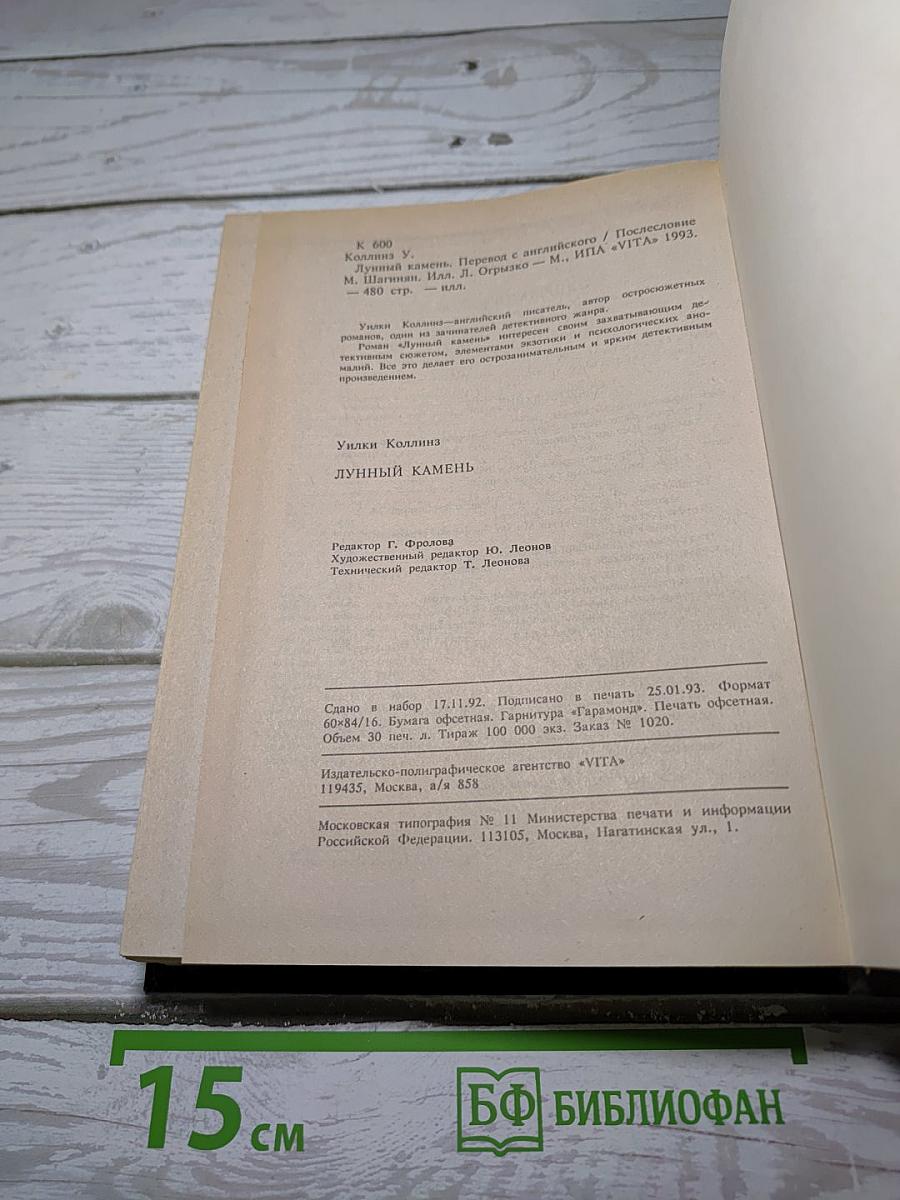 К 600
Коллинз У.
Лунный камень. Перевод с английского / Послесловие
М. Шагинян. Илл. Л. Огрызко — М., ИПА «VITA» 1993.
— 480 стр. — илл.
Уилки Коллинз—английский писатель, автор остросюжетных
романов, один из зачинателей детективного жанра.
Роман «Лунный камень» интересен своим захватывающим де-
тективным сюжетом, элементами экзотики и психологических ано-
малий. Все это делает его острозанимательным и ярким детективным
произведением.
Уилки Коллинз
ЛУННЫЙ КАМЕНЬ
Редактор Г. Фролова
Художественный редактор Ю. Леонов
Технический редактор Т. Леонова
Сдано в набор 17.11.92. Подписано в печать 25.01.93. Формат
60×84/16. Бумага офсетная. Гарнитура «Гарамонд». Печать офсетная.
Объем 30 печ. л. Тираж 100 000 экз. Заказ № 1020.
Издательско-полиграфическое агентство «VITA»
119435, Москва, а/я 858
Московская типография № 11 Министерства печати и информации
Российской Федерации. 113105, Москва, Нагатинская ул., 1.
15 см
БФ БИБЛИОФАН